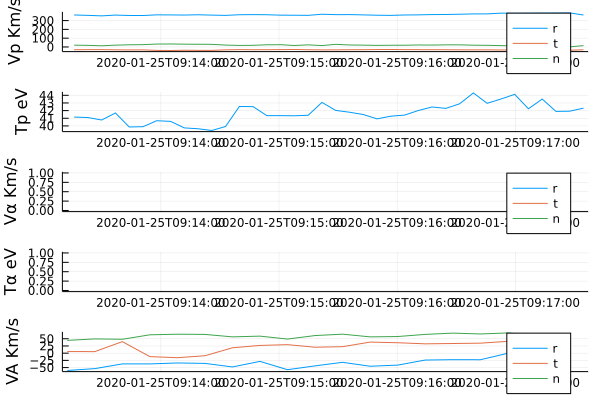 Vp Km/s
300
200
100
0
2020-01-25T09:14:00
2020-01-25T09:15:00
2020-01-25T09:16:00
r
t
n
Tp eV
44
43
42
41
40
2020-01-25T09:14:00
2020-01-25T09:15:00
2020-01-25T09:16:00
2020-01-25T09:17:00
Vα Km/s
1.00
0.75
0.50
0.25
0.00
2020-01-25T09:14:00
2020-01-25T09:15:00
2020-01-25T09:16:00
r
t
n
Tα eV
1.00
0.75
0.50
0.25
0.00
2020-01-25T09:14:00
2020-01-25T09:15:00
2020-01-25T09:16:00
2020-01-25T09:17:00
VA Km/s
50
25
0
−25
−50
2020-01-25T09:14:00
2020-01-25T09:15:00
2020-01-25T09:16:00
r
t
n